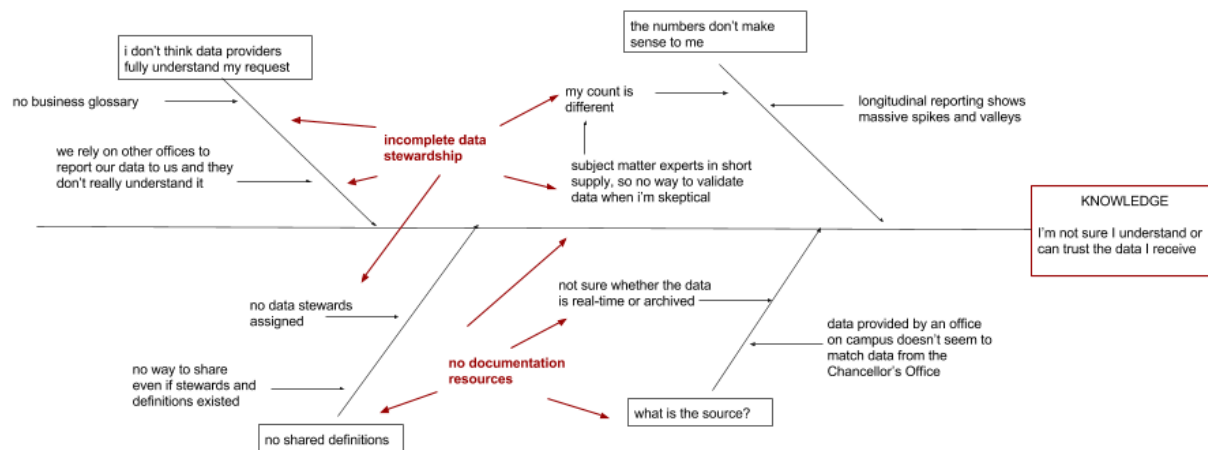 i don't think data providers
fully understand my request
the numbers don't make
sense to me
no business glossary
my count is
different
longitudinal reporting shows
massive spikes and valleys
incomplete data
stewardship
we rely on other offices to
report our data to us and they
don't really understand it
subject matter experts in short
supply, so no way to validate
data when i'm skeptical
KNOWLEDGE
I'm not sure I understand or
can trust the data I receive
no data stewards
assigned
not sure whether the data
is real-time or archived
data provided by an office
on campus doesn't seem to
match data from the
Chancellor's Office
no way to share
even if stewards and
definitions existed
no documentation
resources
no shared definitions
what is the source?